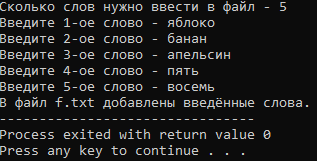 Сколько слов нужно ввести в файл - 5
Введите 1-ое слово - яблоко
Введите 2-ое слово - банан
Введите 3-ое слово - апельсин
Введите 4-ое слово - пять
Введите 5-ое слово - восемь
В файл f.txt добавлены введённые слова.
--------------------------------
Process exited with return value 0
Press any key to continue . . .